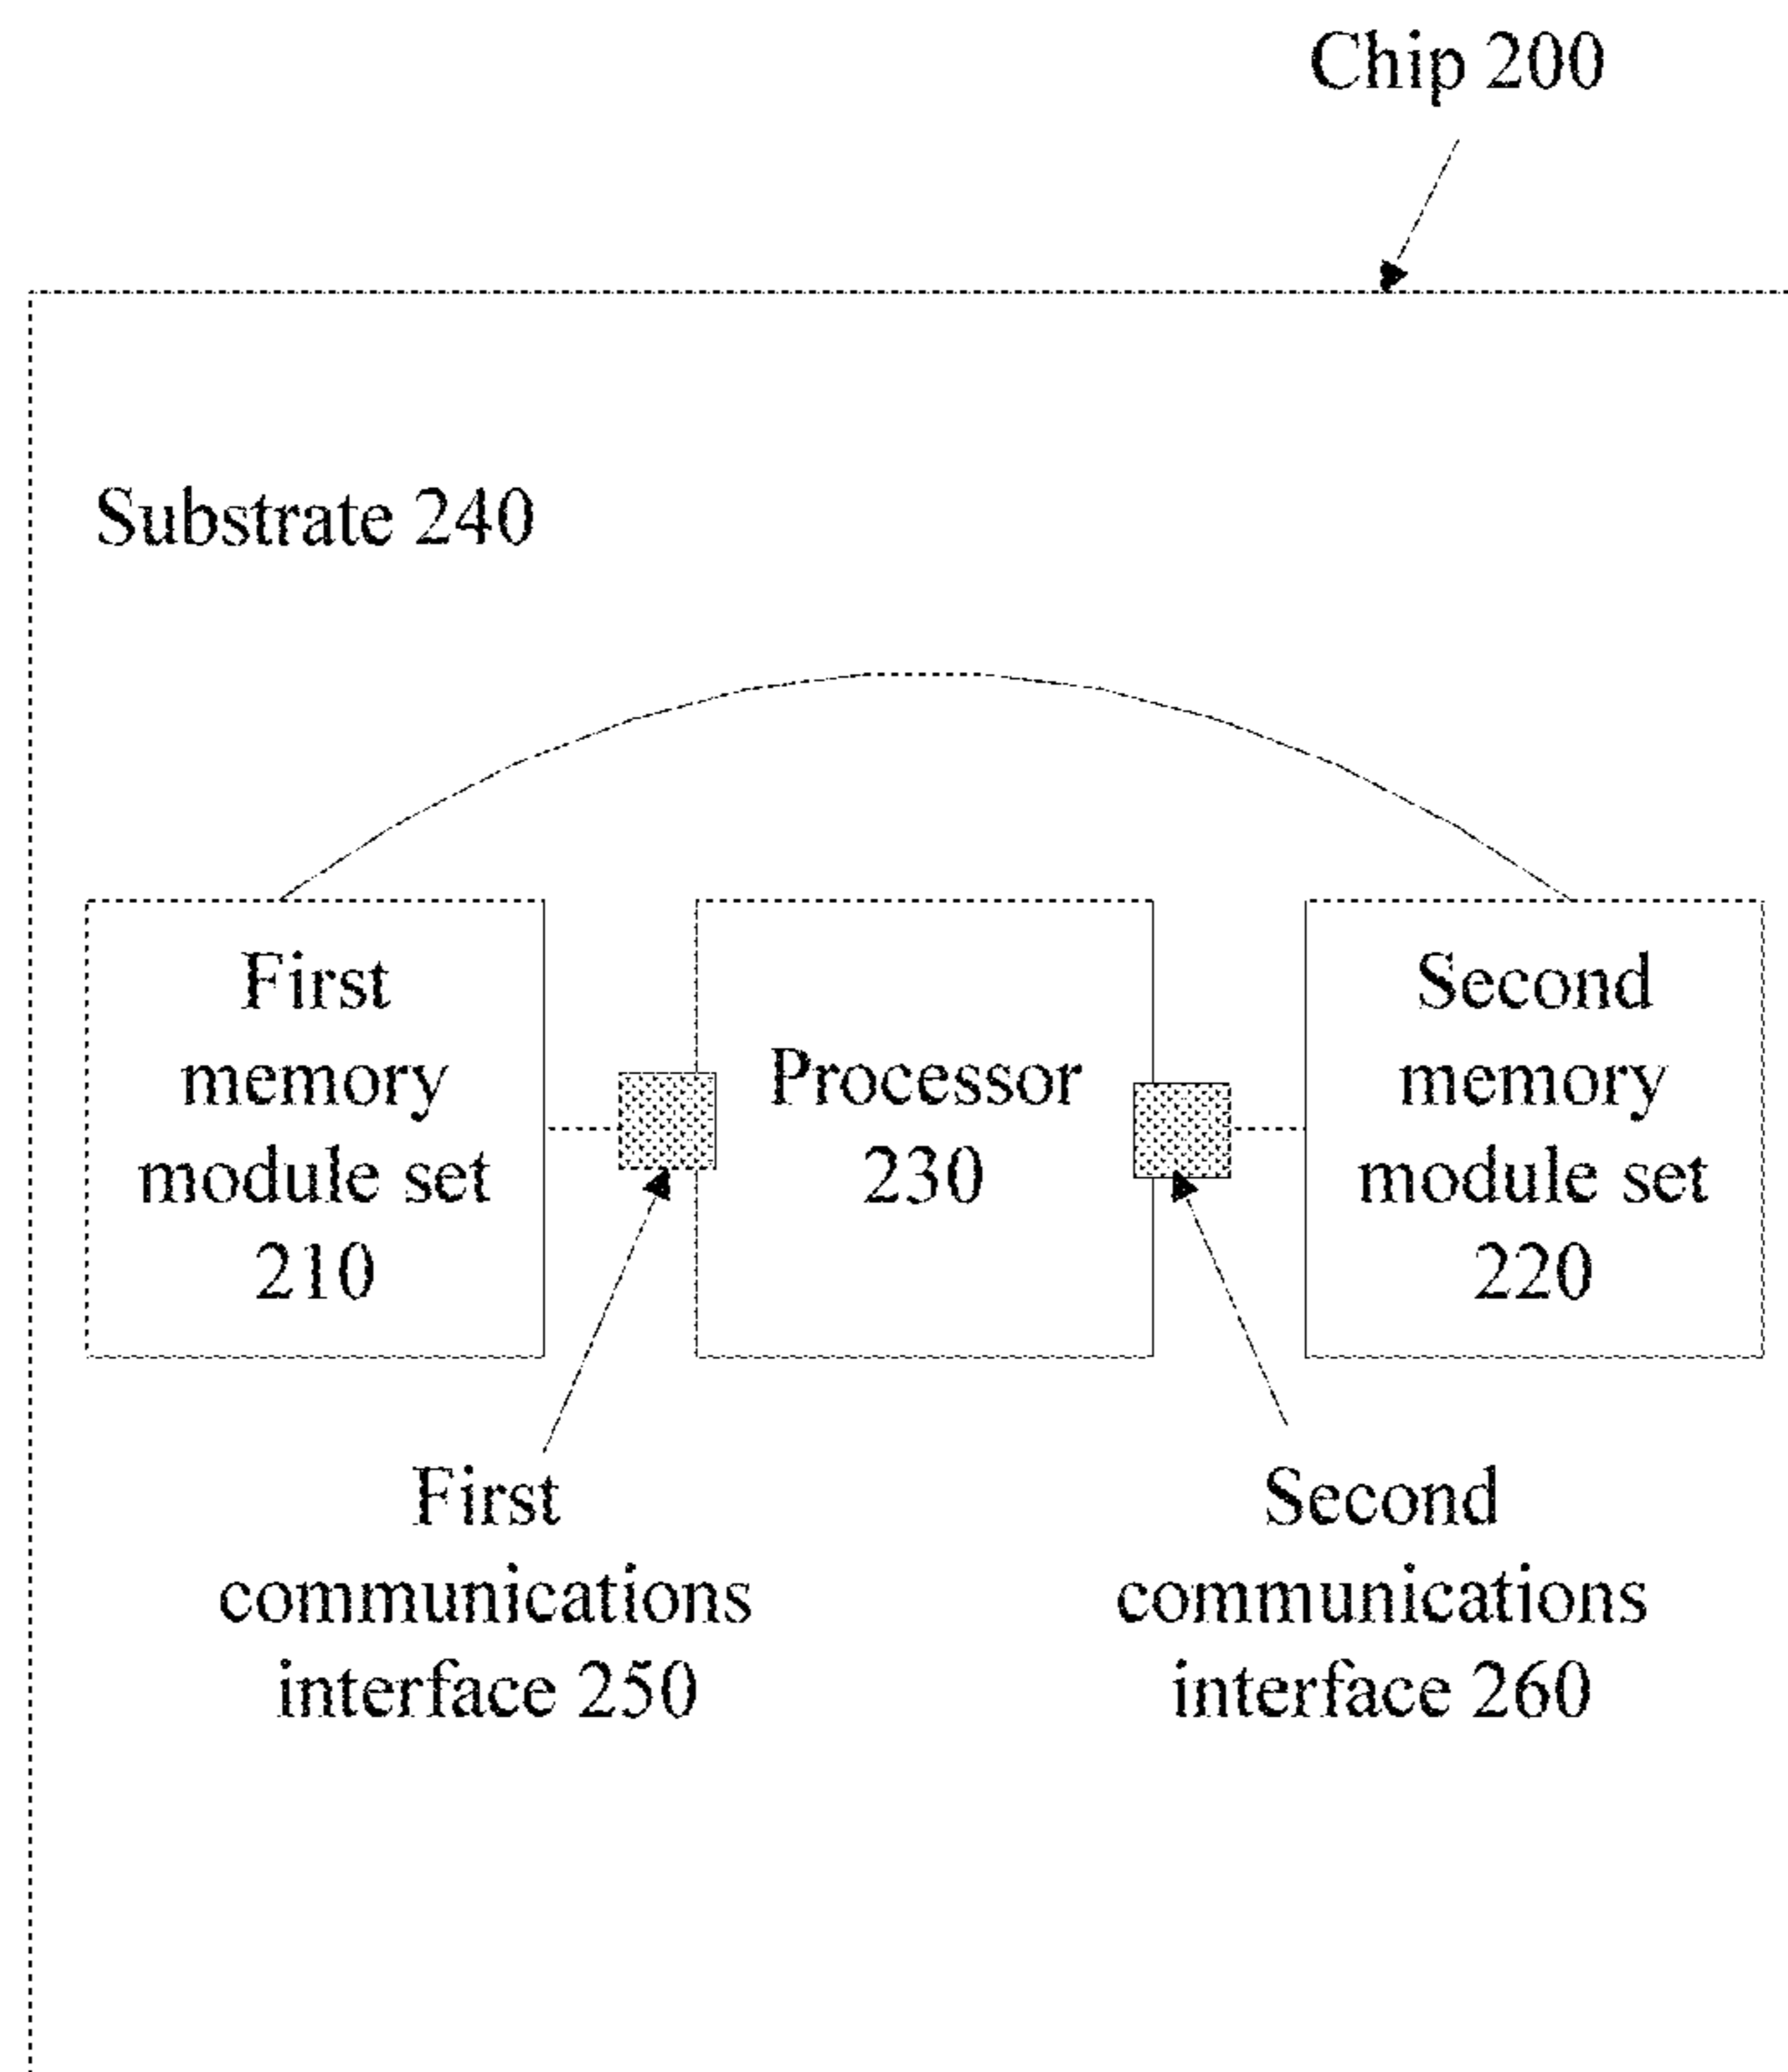 Chip 200
Substrate 240
First
memory
module set
210
Processor
230
Second
memory
module set
220
First
communications
interface 250
Second
communications
interface 260